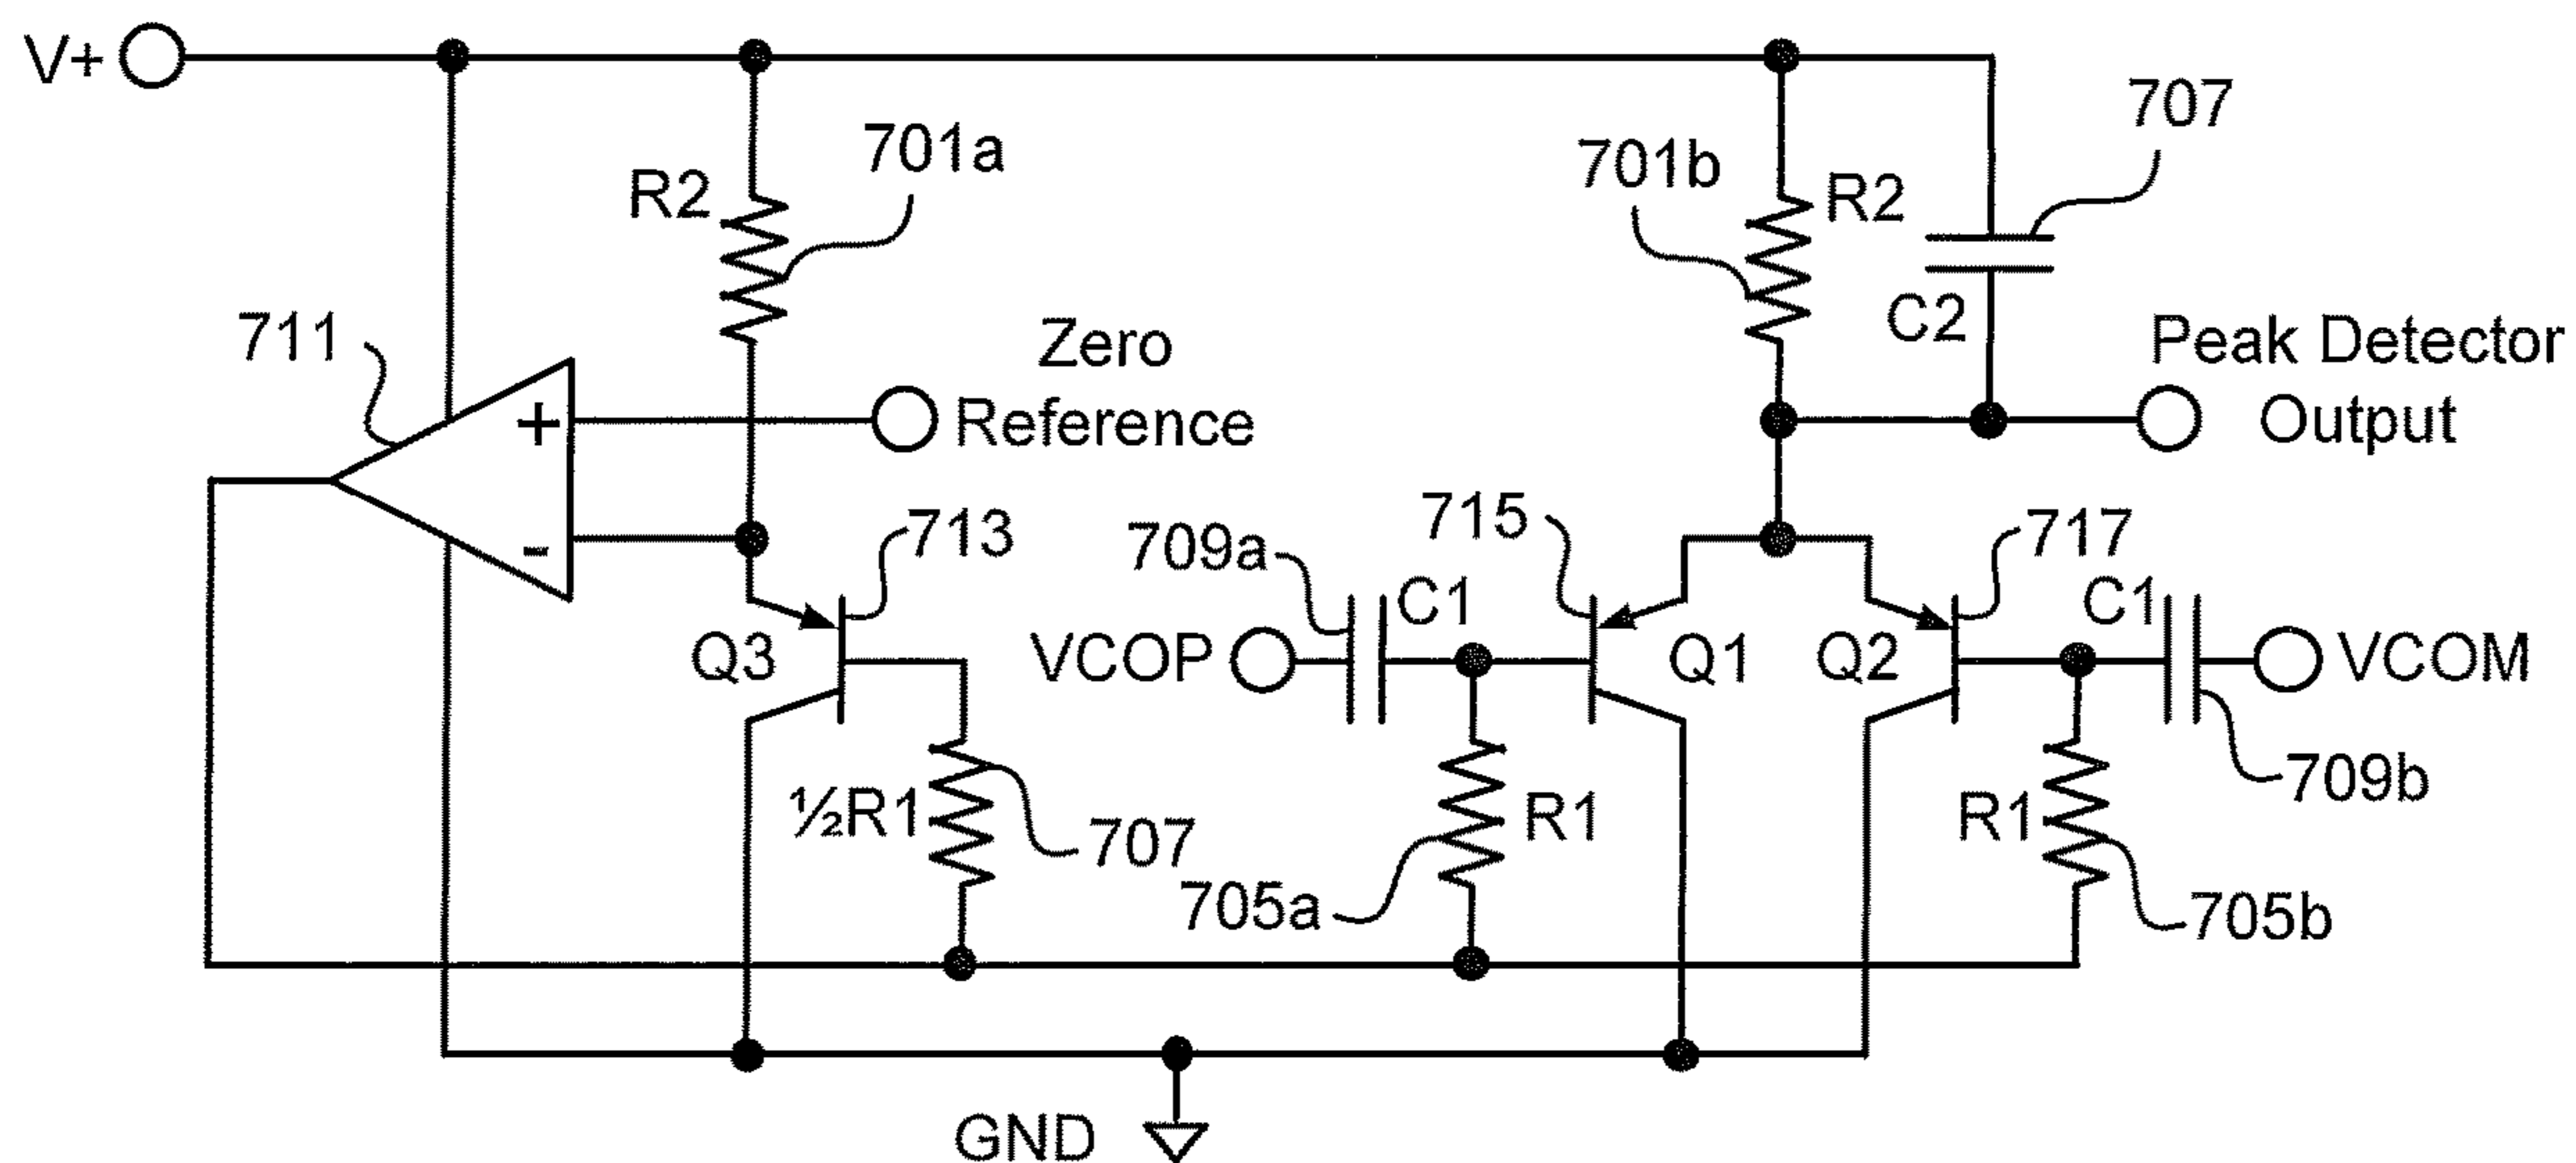 V+
707
701a
701b
R2
R2
C2
711
Zero
Reference
Peak Detector
Output
+
-
713
715
717
709a
C1
C1
Q3
VCOP
Q1
Q2
VCOM
½R1
707
R1
R1
709b
705a
705b
GND